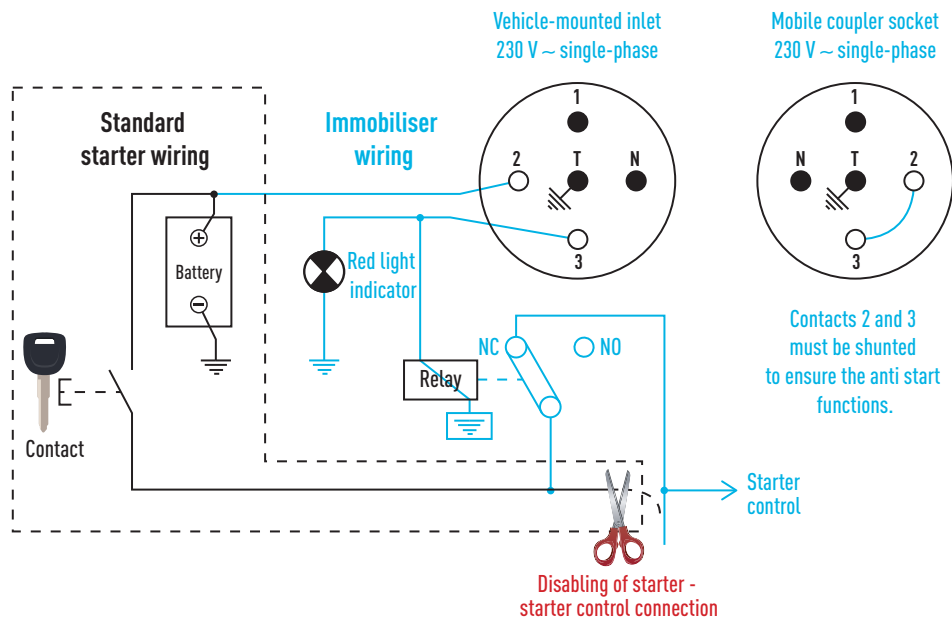 Vehicle-mounted inlet
230 V ~ single-phase
Mobile coupler socket
230 V ~ single-phase
Standard
starter wiring
Immobiliser
wiring
1
2
T
N
3
1
N
T
2
3
+
Battery
−
Red light
indicator
NC
NO
Relay
Contacts 2 and 3
must be shunted
to ensure the anti start
functions.
Contact
Starter
control
Disabling of starter -
starter control connection